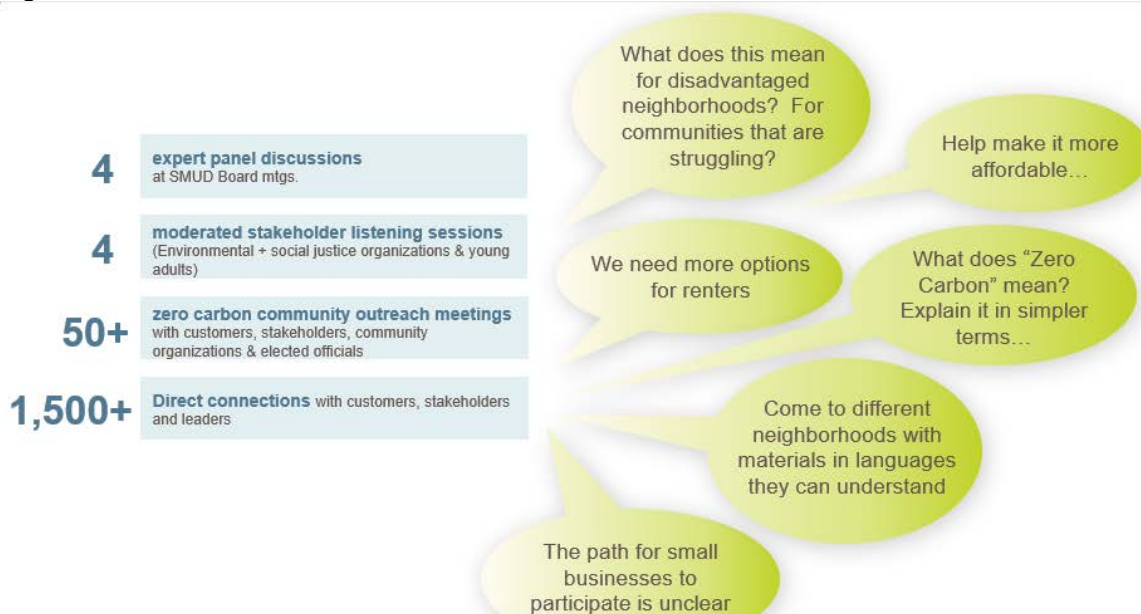 4
expert panel discussions
at SMUD Board mtgs.
4
moderated stakeholder listening sessions
(Environmental + social justice organizations & young
adults)
50+
zero carbon community outreach meetings
with customers, stakeholders, community
organizations & elected officials
1,500+
Direct connections with customers, stakeholders
and leaders
What does this mean
for disadvantaged
neighborhoods? For
communities that are
struggling?
Help make it more
affordable…
We need more options
for renters
What does “Zero
Carbon” mean?
Explain it in simpler
terms…
Come to different
neighborhoods with
materials in languages
they can understand
The path for small
businesses to
participate is unclear